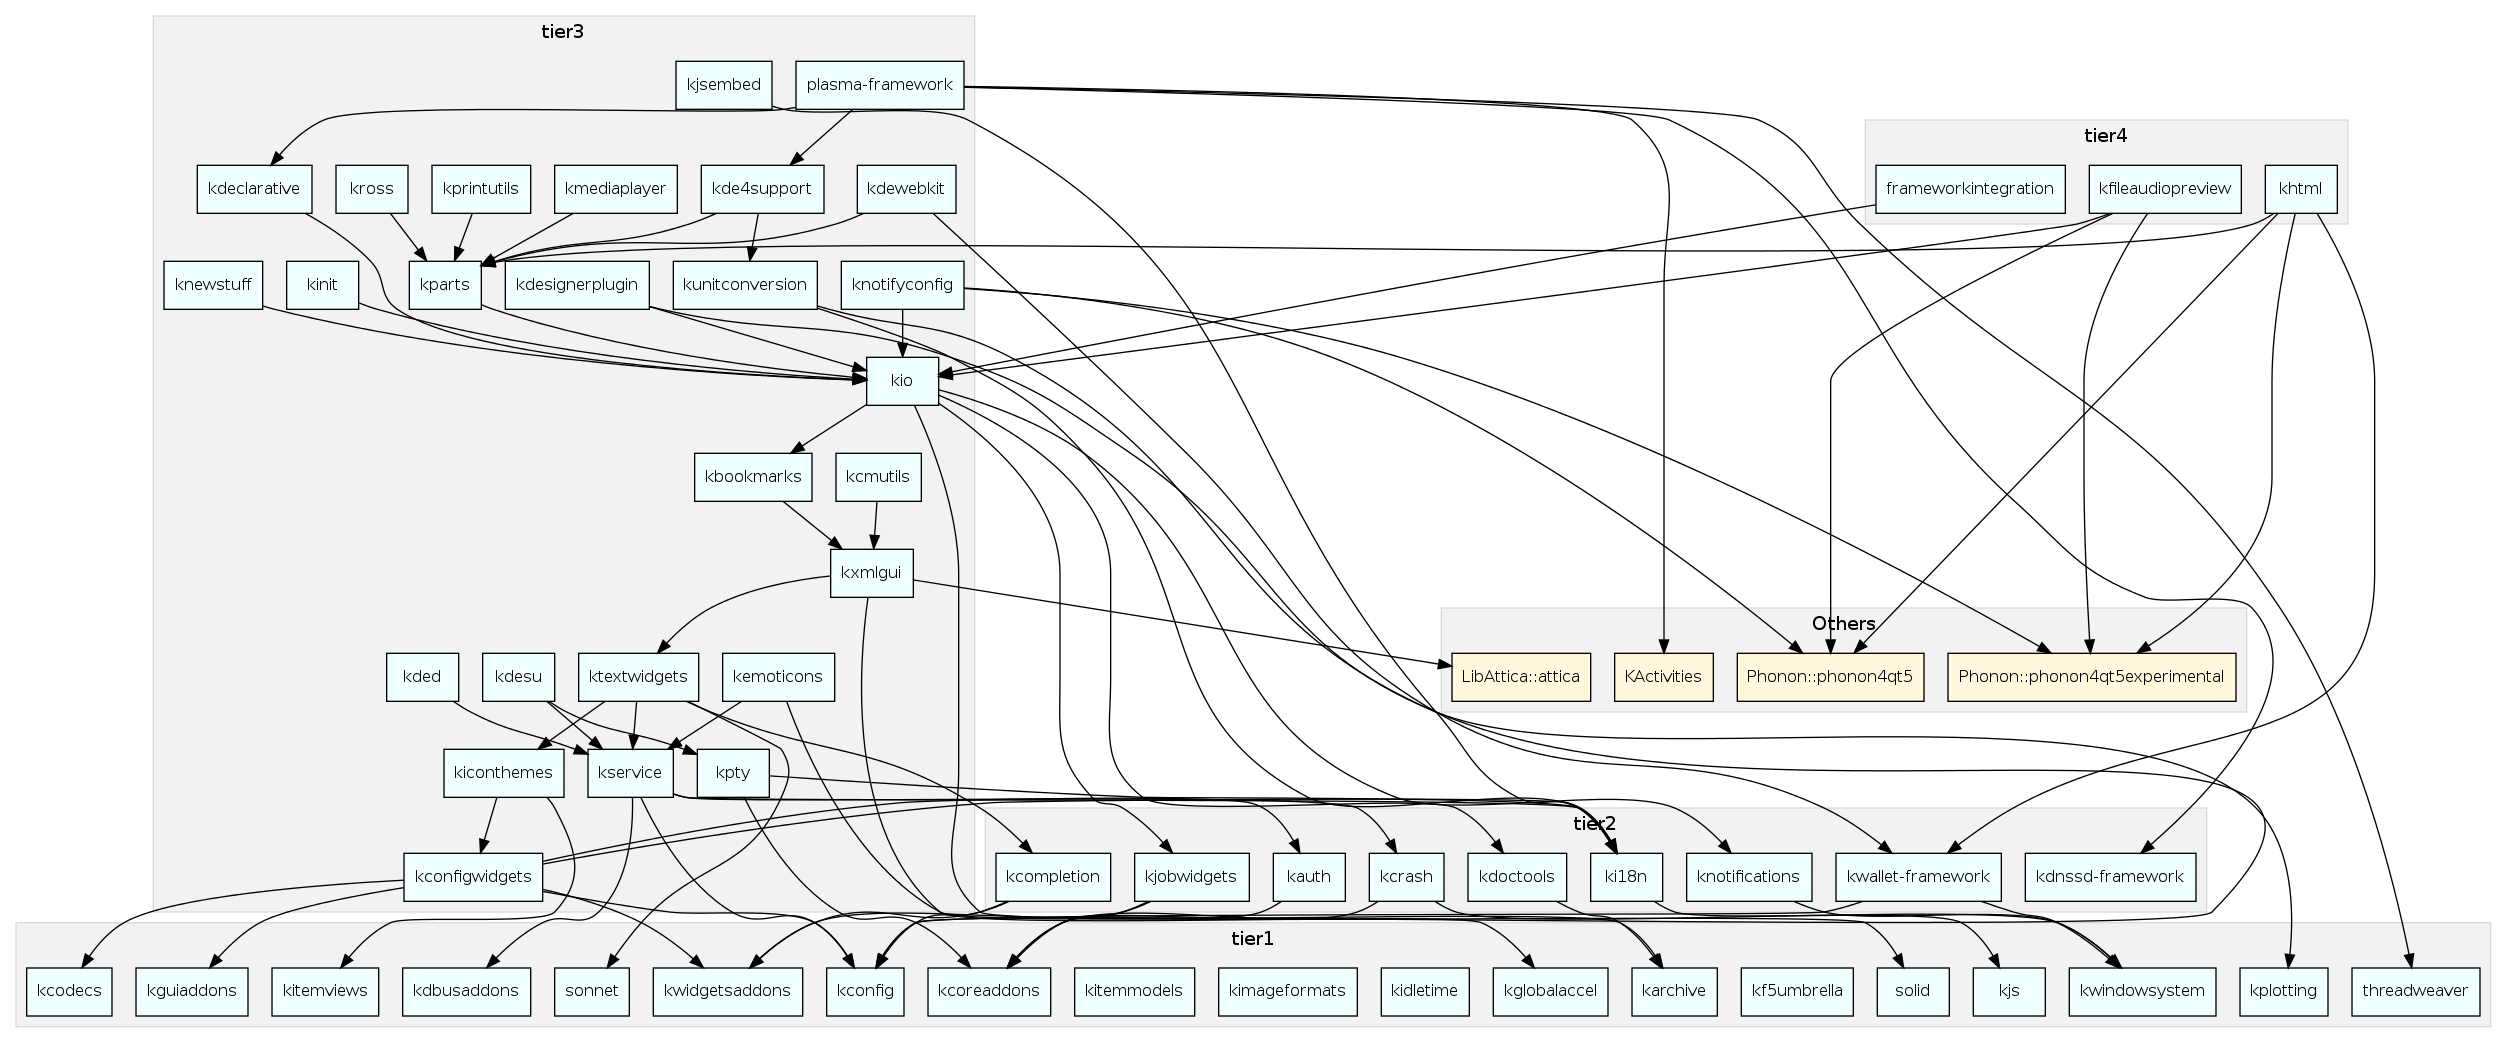 tier3
kjsembed
plasma-framework
tier4
kdeclarative
kross
kprintutils
kmediaplayer
kde4support
kdewebkit
frameworkintegration
kfileaudiopreview
khtml
knewstuff
kinit
kparts
kdesignerplugin
kunitconversion
knotifyconfig
kio
kbookmarks
kcmutils
kxmlgui
Others
kded
kdesu
ktextwidgets
kemoticons
LibAttica::attica
KActivities
Phonon::phonon4qt5
Phonon::phonon4qt5experimental
kiconthemes
kservice
kpty
tier2
kconfigwidgets
kcompletion
kjobwidgets
kauth
kcrash
kdoctools
ki18n
knotifications
kwallet-framework
kdnssd-framework
tier1
kcodecs
kguiaddons
kitemviews
kdbusaddons
sonnet
kwidgetsaddons
kconfig
kcoreaddons
kitemmodels
kimageformats
kidletime
kglobalaccel
karchive
kf5umbrella
solid
kjs
kwindowsystem
kplotting
threadweaver